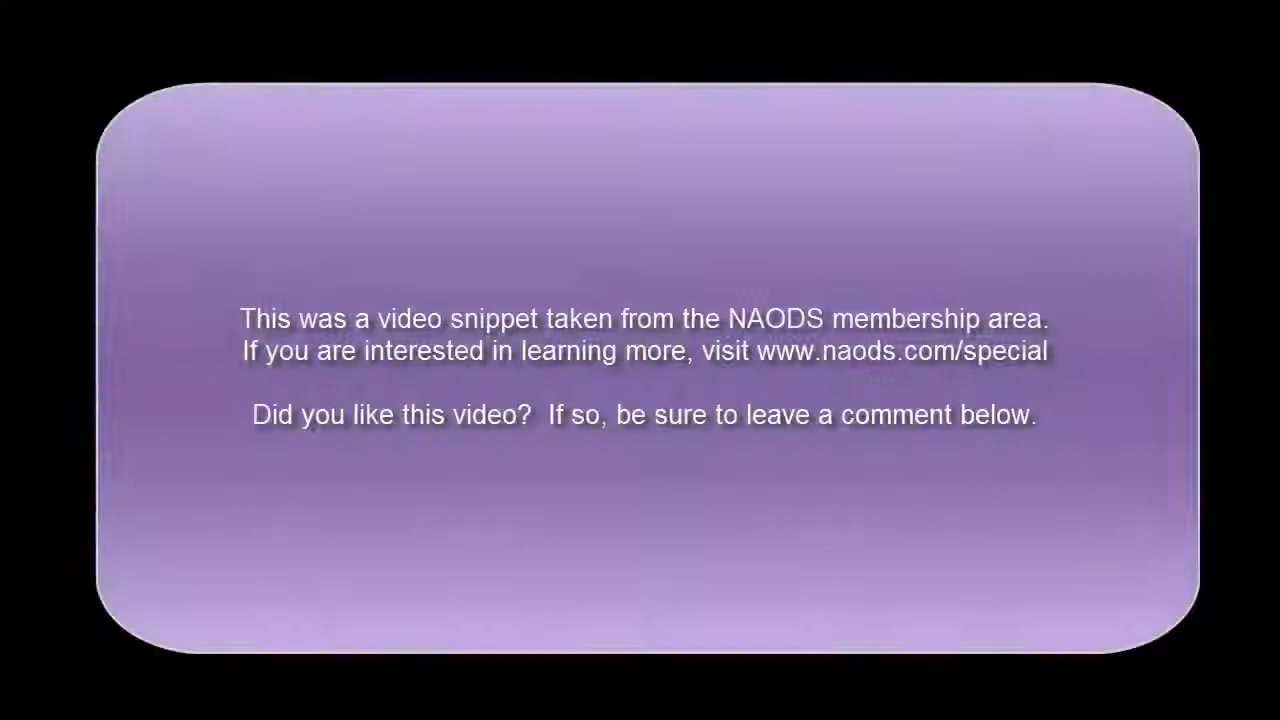 This was a video snippet taken from the NAODS membership area.
If you are interested in learning more, visit www.naods.com/special
Did you like this video?  If so, be sure to leave a comment below.